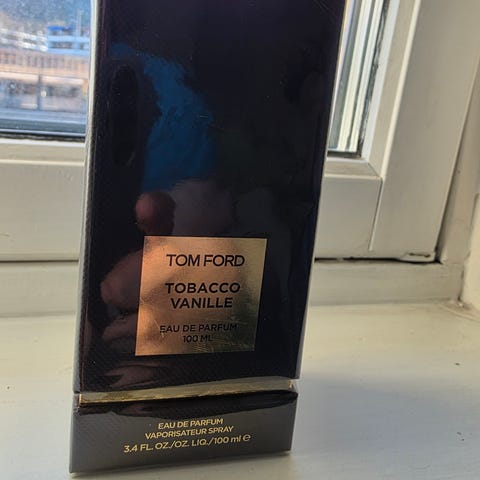 TOM FORD
TOBACCO
VANILLE
EAU DE PARFUM
100 ML
EAU DE PARFUM
VAPORISATEUR SPRAY
3.4 FL. OZ./OZ. LIQ./100 ml ℮